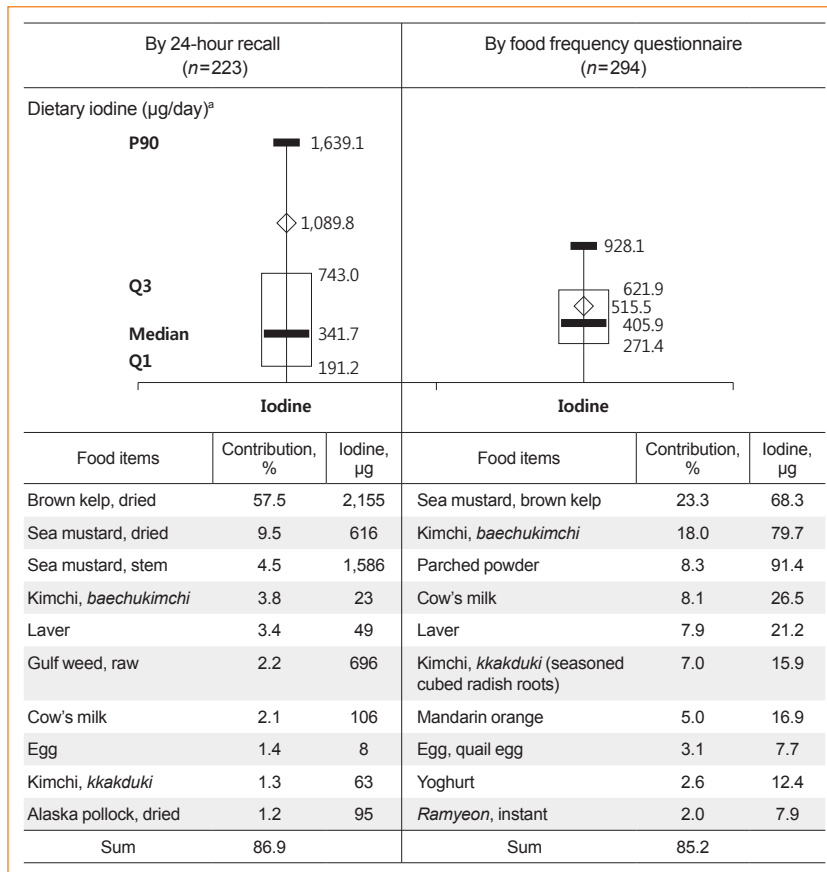 By 24-hour recall
(n=223)
By food frequency questionnaire
(n=294)
Dietary iodine (µg/day)ª
P90
1,639.1
1,089.8
Q3
743.0
Median
341.7
Q1
191.2
Iodine
928.1
621.9
515.5
405.9
271.4
Iodine
Food items Contribution, % Iodine, µg Food items Contribution, % Iodine, µg
Brown kelp, dried 57.5 2,155 Sea mustard, brown kelp 23.3 68.3
Sea mustard, dried 9.5 616 Kimchi, baechukimchi 18.0 79.7
Sea mustard, stem 4.5 1,586 Parched powder 8.3 91.4
Kimchi, baechukimchi 3.8 23 Cow's milk 8.1 26.5
Laver 3.4 49 Laver 7.9 21.2
Gulf weed, raw 2.2 696 Kimchi, kkakduki (seasoned 7.0 15.9
cubed radish roots)
Cow's milk 2.1 106 Mandarin orange 5.0 16.9
Egg 1.4 8 Egg, quail egg 3.1 7.7
Kimchi, kkakduki 1.3 63 Yoghurt 2.6 12.4
Alaska pollock, dried 1.2 95 Ramyeon, instant 2.0 7.9
Sum 86.9 Sum 85.2